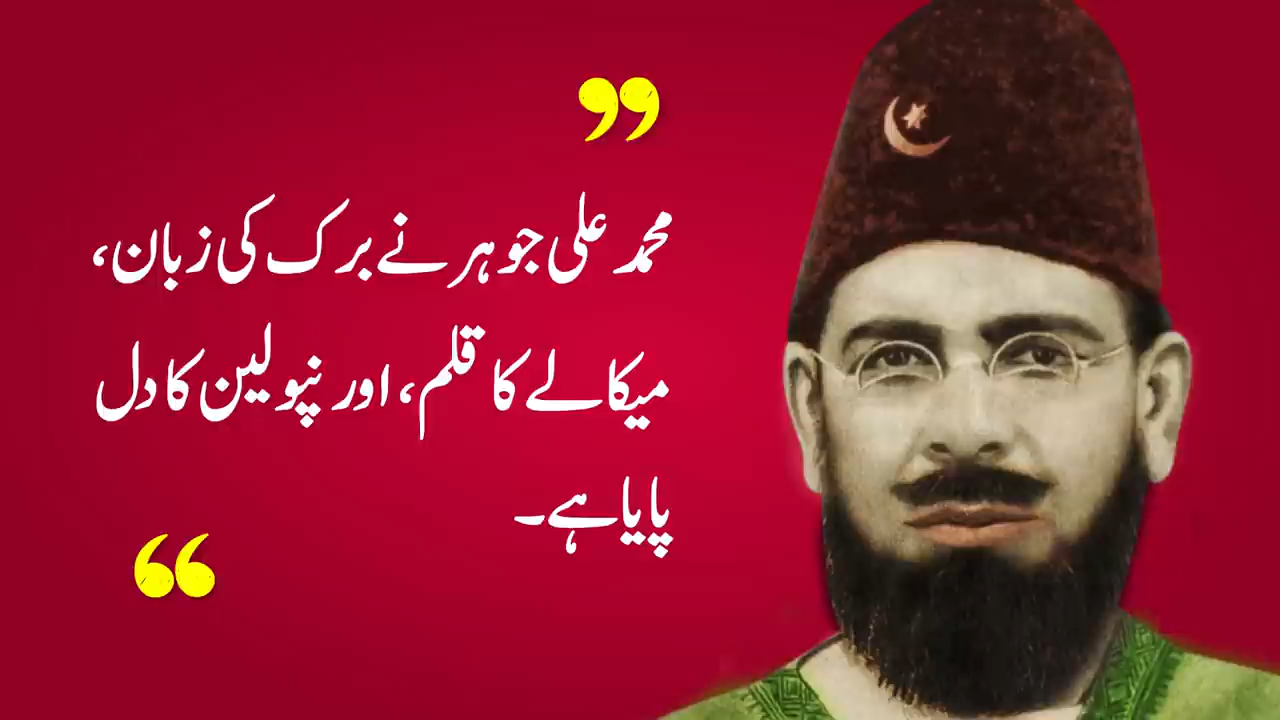 محمد علی جوہر نے برک کی زبان،
میکالے کا قلم، اور نپولین کا دل
پایا ہے۔